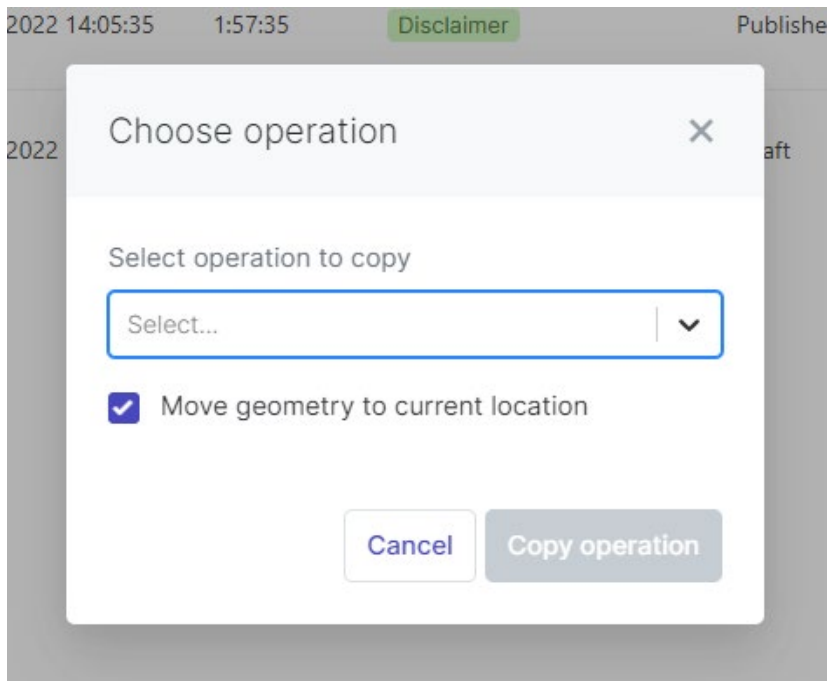 2022 14:05:35 1:57:35 Disclaimer Publishe
Choose operation
2022 aft
Select operation to copy
Select...
Move geometry to current location
Cancel Copy operation